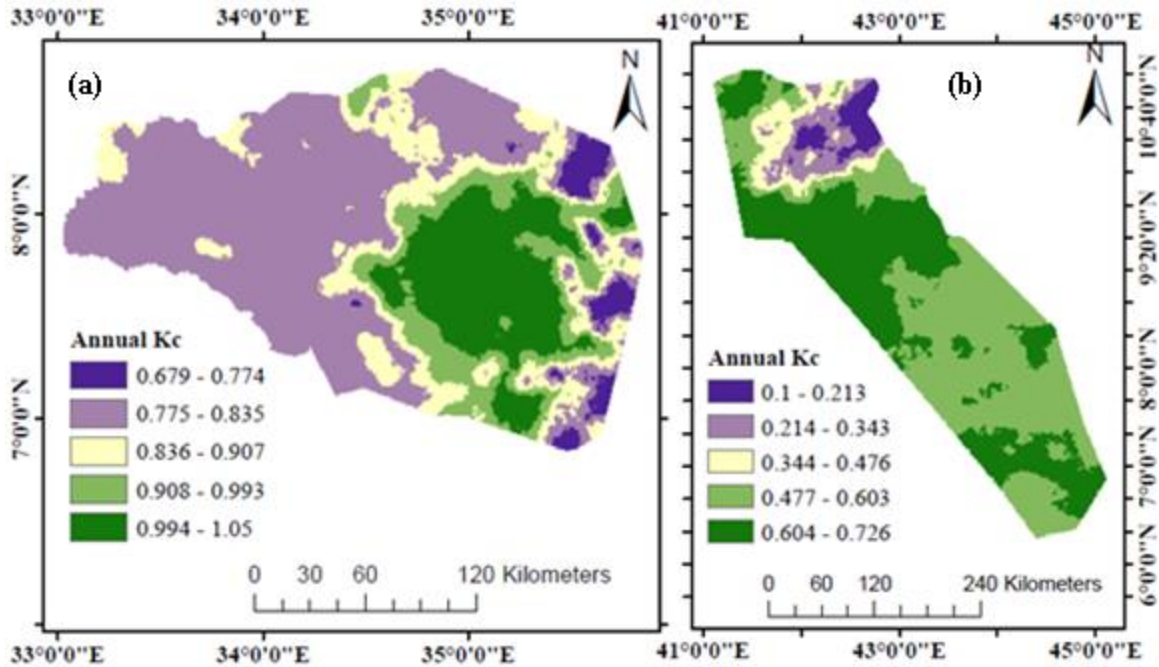 33°0'0"E 34°0'0"E 35°0'0"E
41°0'0"E 43°0'0"E 45°0'0"E
(a)
N
8°0'0"N
7°0'0"N
Annual Kc
0.679 - 0.774
0.775 - 0.835
0.836 - 0.907
0.908 - 0.993
0.994 - 1.05
0 30 60 120 Kilometers
33°0'0"E 34°0'0"E 35°0'0"E
(b)
N
10°40'0"N
9°20'0"N
8°0'0"N
7°0'0"N
6°0'0"N
Annual Kc
0.1 - 0.213
0.214 - 0.343
0.344 - 0.476
0.477 - 0.603
0.604 - 0.726
0 60 120 240 Kilometers
41°0'0"E 43°0'0"E 45°0'0"E